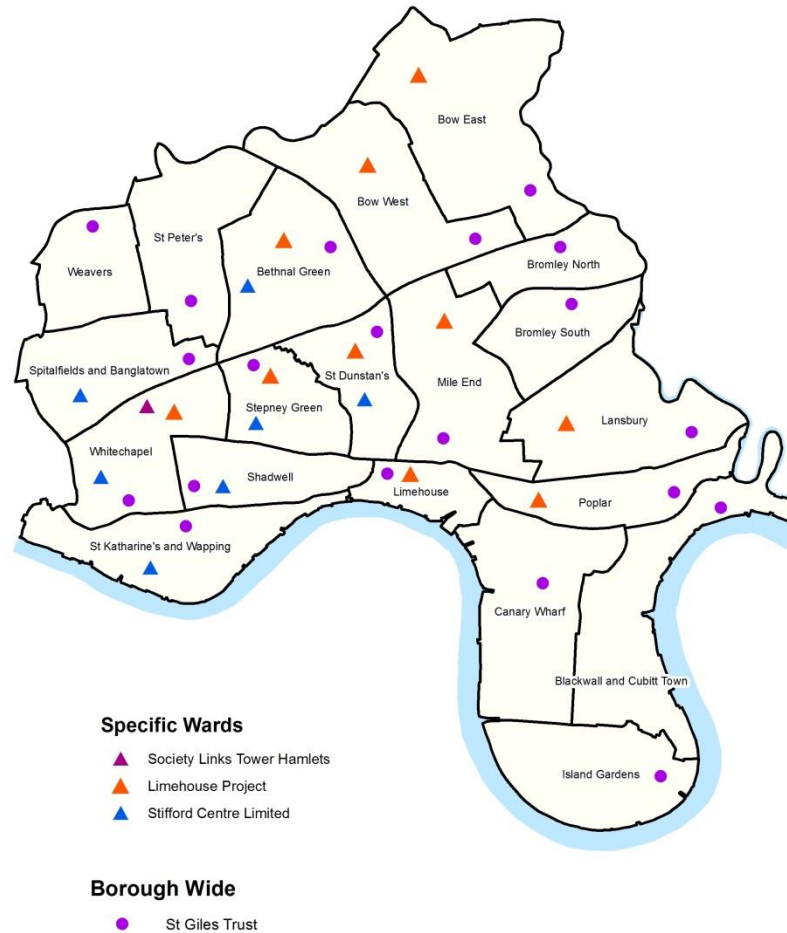 Bow East
Bow West
St Peter's
Weavers
Bethnal Green
Bromley North
Bromley South
Spitalfields and Banglatown
St Dunstan's
Mile End
Stepney Green
Lansbury
Whitechapel
Shadwell
Limehouse
Poplar
St Katharine's and Wapping
Canary Wharf
Blackwall and Cubitt Town
Island Gardens
Specific Wards
Society Links Tower Hamlets
Limehouse Project
Stifford Centre Limited
Borough Wide
St Giles Trust